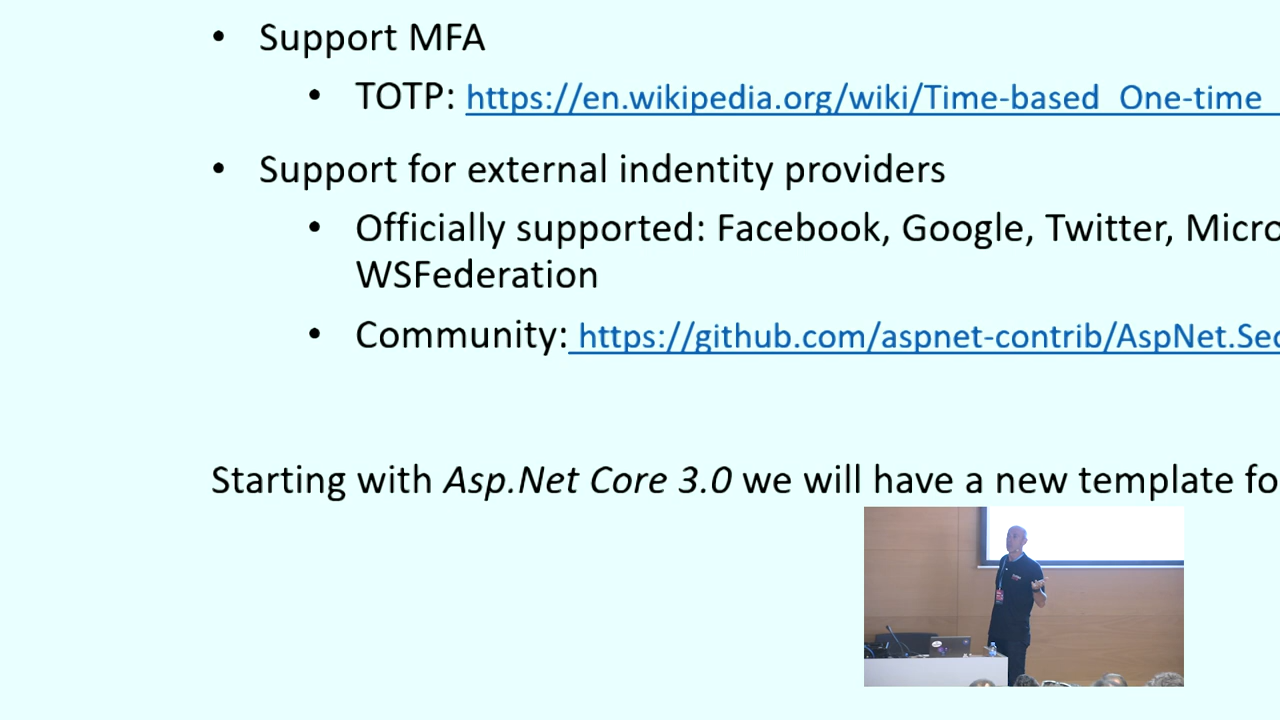 • Support MFA
• TOTP: https://en.wikipedia.org/wiki/Time-based_One-time_
• Support for external indentity providers
• Officially supported: Facebook, Google, Twitter, Micro
WSFederation
• Community: https://github.com/aspnet-contrib/AspNet.Sec
Starting with Asp.Net Core 3.0 we will have a new template fo